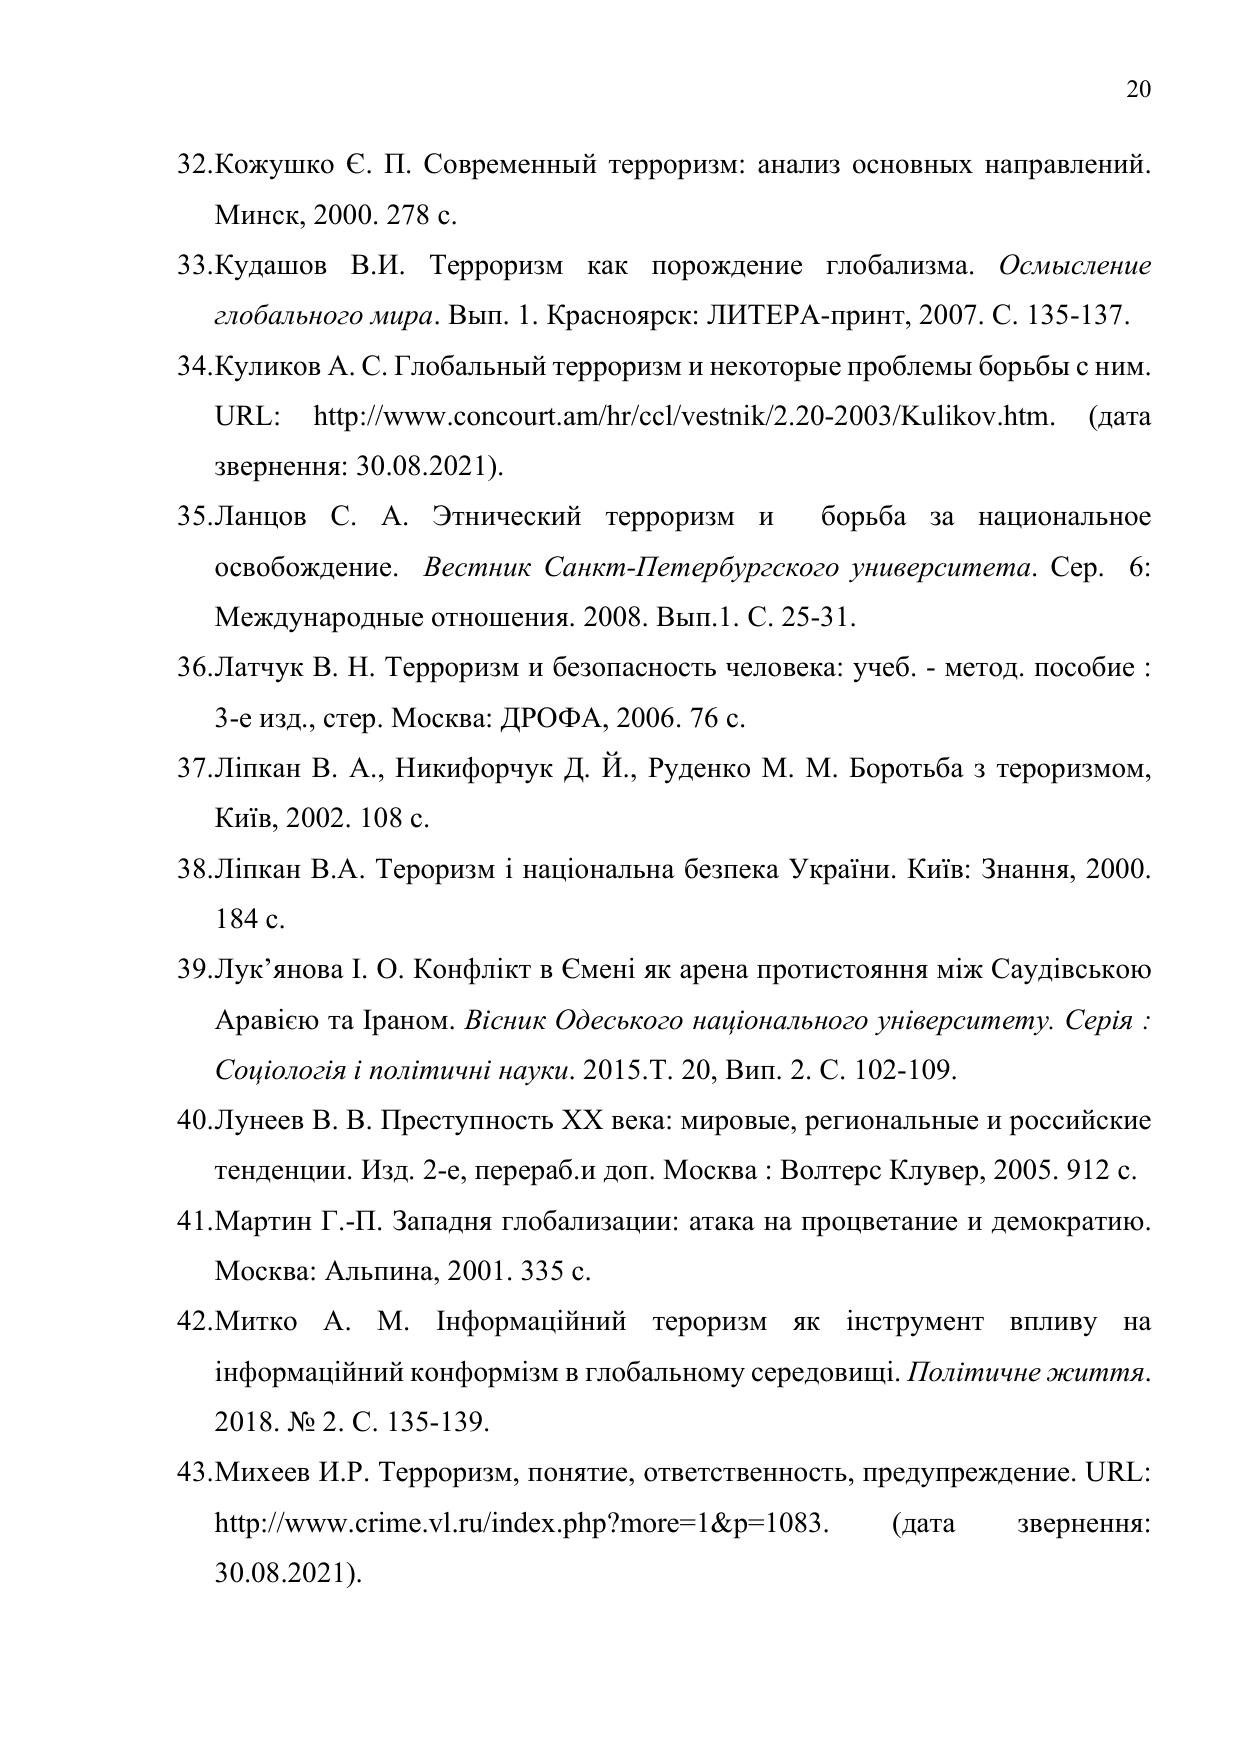 20
32.Кожушко Є. П. Современный терроризм: анализ основных направлений.
Минск, 2000. 278 с.
33.Кудашов В.И. Терроризм как порождение глобализма. Осмысление
глобального мира. Вып. 1. Красноярск: ЛИТЕРА-принт, 2007. С. 135-137.
34.Куликов А. С. Глобальный терроризм и некоторые проблемы борьбы с ним.
URL: http://www.concourt.am/hr/ccl/vestnik/2.20-2003/Kulikov.htm. (дата
звернення: 30.08.2021).
35.Ланцов С. А. Этнический терроризм и борьба за национальное
освобождение. Вестник Санкт-Петербургского университета. Сер. 6:
Международные отношения. 2008. Вып.1. С. 25-31.
36.Латчук В. Н. Терроризм и безопасность человека: учеб. - метод. пособие :
3-е изд., стер. Москва: ДРОФА, 2006. 76 с.
37.Ліпкан В. А., Никифорчук Д. Й., Руденко М. М. Боротьба з тероризмом,
Київ, 2002. 108 с.
38.Ліпкан В.А. Тероризм і національна безпека України. Київ: Знання, 2000.
184 с.
39.Лук’янова І. О. Конфлікт в Ємені як арена протистояння між Саудівською
Аравією та Іраном. Вісник Одеського національного університету. Серія :
Соціологія і політичні науки. 2015.Т. 20, Вип. 2. С. 102-109.
40.Лунеев В. В. Преступность XX века: мировые, региональные и российские
тенденции. Изд. 2-е, перераб.и доп. Москва : Волтерс Клувер, 2005. 912 с.
41.Мартин Г.-П. Западня глобализации: атака на процветание и демократию.
Москва: Альпина, 2001. 335 с.
42.Митко А. М. Інформаційний тероризм як інструмент впливу на
інформаційний конформізм в глобальному середовищі. Політичне життя.
2018. № 2. С. 135-139.
43.Михеев И.Р. Терроризм, понятие, ответственность, предупреждение. URL:
http://www.crime.vl.ru/index.php?more=1&p=1083. (дата звернення:
30.08.2021).